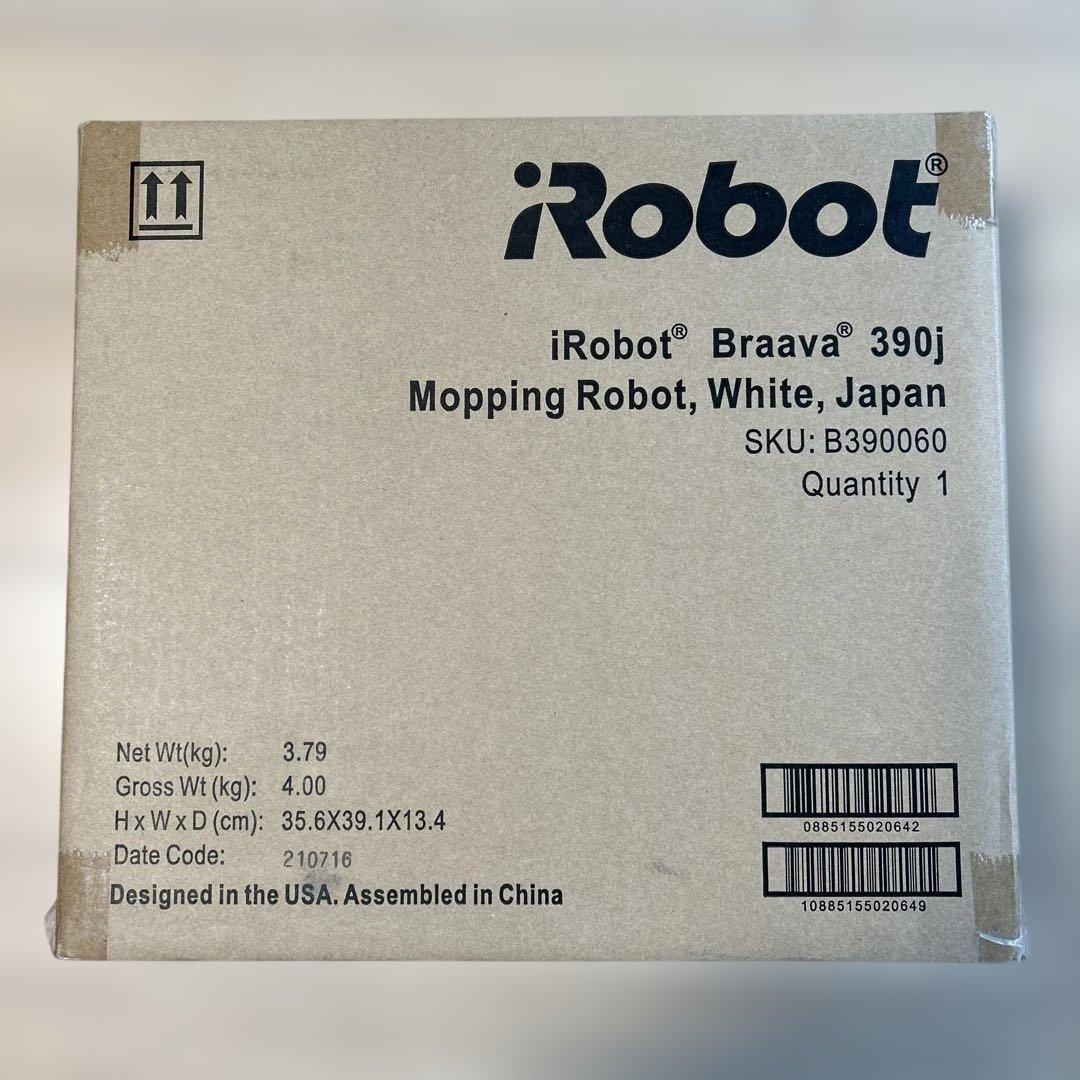 iRobot®
iRobot® Braava® 390j
Mopping Robot, White, Japan
SKU: B390060
Quantity 1
Net Wt(kg): 3.79
Gross Wt (kg): 4.00
H x W x D (cm): 35.6X39.1X13.4
Date Code: 210716
Designed in the USA. Assembled in China
0885155020642
10885155020649